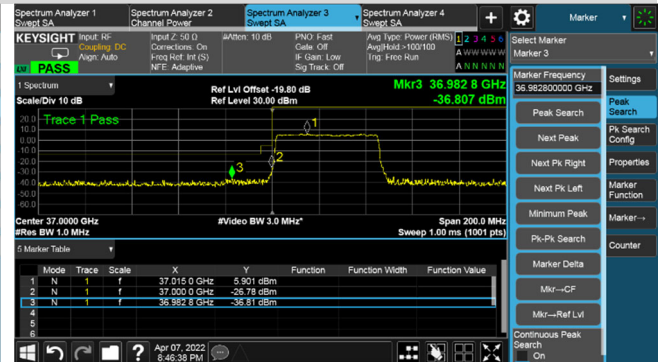 Spectrum Analyzer 1
Swept SA
Spectrum Analyzer 2
Channel Power
Spectrum Analyzer 3
Swept SA
Spectrum Analyzer 4
Swept SA
+
Marker
KEYSIGHT
Input: RF
Coupling: DC
Align: Auto
Input Z: 50 Ω
Corrections: On
Freq Ref: Int (S)
NFE: Adaptive
#Atten: 10 dB
PNO: Fast
Gate: Off
IF Gain: Low
Sig Track: Off
Avg Type: Power (RMS)
Avg|Hold:>100/100
Trig: Free Run
1 2 3 4 5 6
A W W W W W
A N N N N N
PASS
Select Marker
Marker 3
1 Spectrum
Scale/Div 10 dB
Ref Lvl Offset -19.80 dB
Ref Level 30.00 dBm
Mkr3 36.982 8 GHz
-36.807 dBm
Trace 1 Pass
20.0
10.0
0.00
-10.0
-20.0
-30.0
-40.0
-50.0
-60.0
1
2
3
Center 37.0000 GHz
#Res BW 1.0 MHz
#Video BW 3.0 MHz*
Span 200.0 MHz
Sweep 1.00 ms (1001 pts)
5 Marker Table
Mode Trace Scale X Y Function Function Width Function Value
1 N 1 f 37.015 0 GHz 5.901 dBm
2 N 1 f 37.000 0 GHz -26.78 dBm
3 N 1 f 36.982 8 GHz -36.81 dBm
4
5
6
Marker Frequency
36.982800000 GHz
Peak Search
Next Peak
Next Pk Right
Next Pk Left
Minimum Peak
Pk-Pk Search
Marker Delta
Mkr→CF
Mkr→Ref Lvl
Continuous Peak
Search
On
Settings
Peak
Search
Pk Search
Config
Properties
Marker
Function
Marker→
Counter
?
Apr 07, 2022
8:46:38 PM